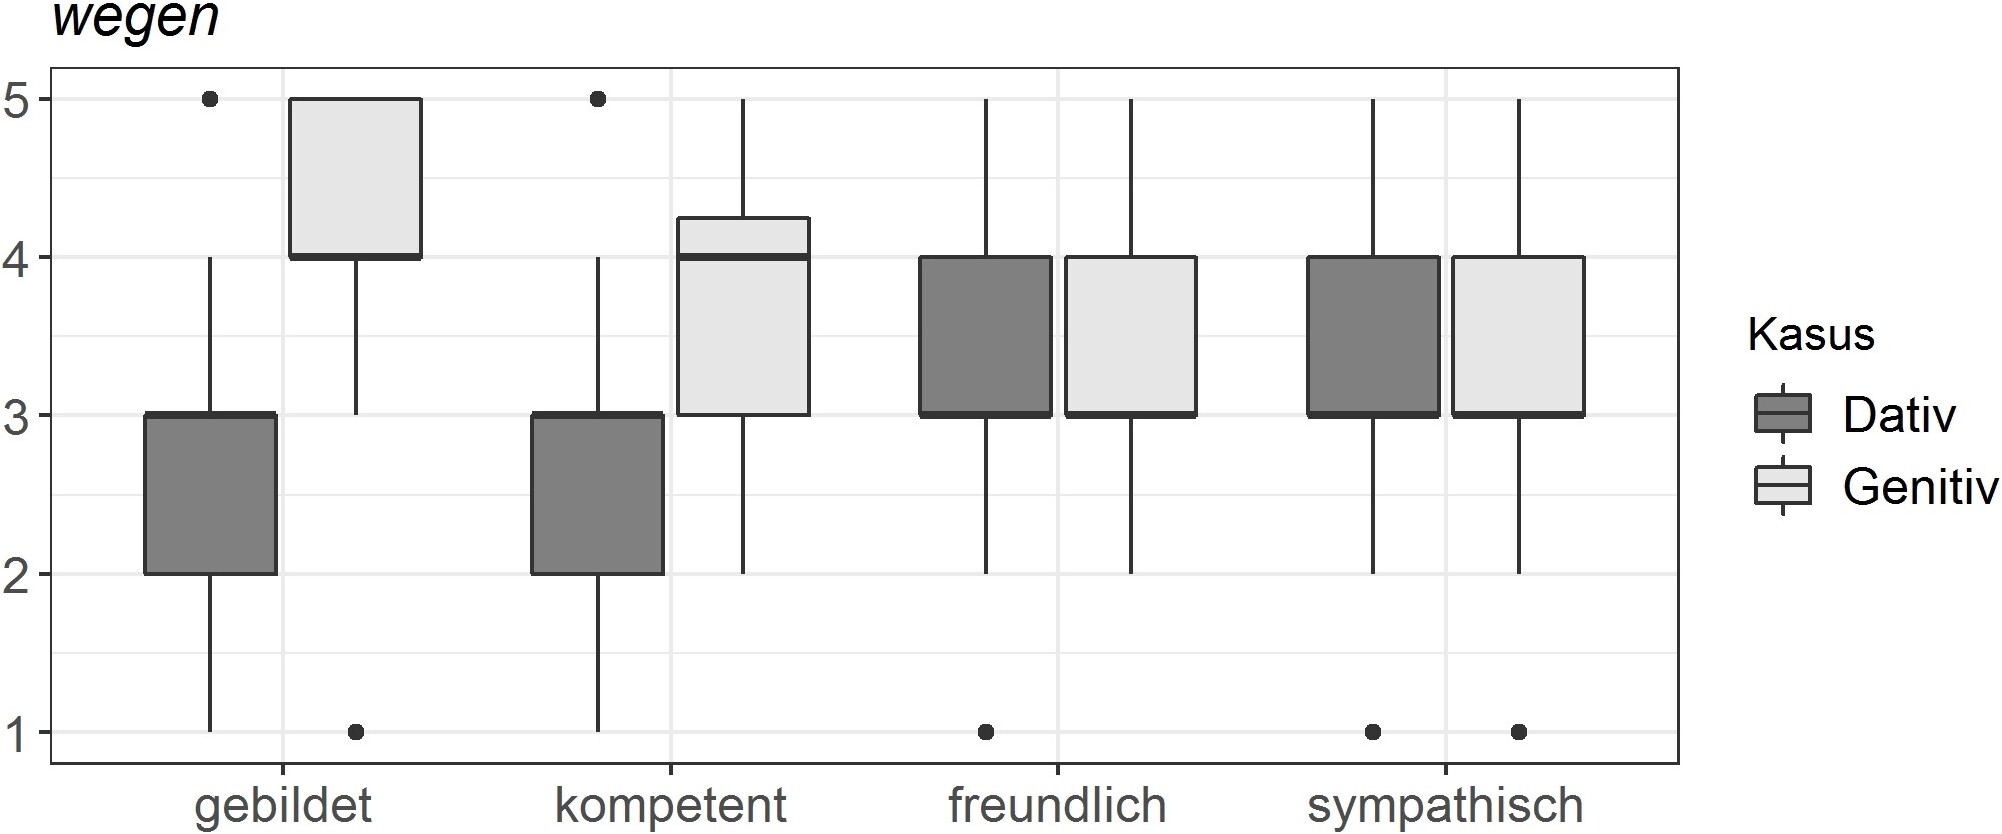 wegen
5
4
3
2
1
gebildet kompetent freundlich sympathisch
Kasus
Dativ
Genitiv